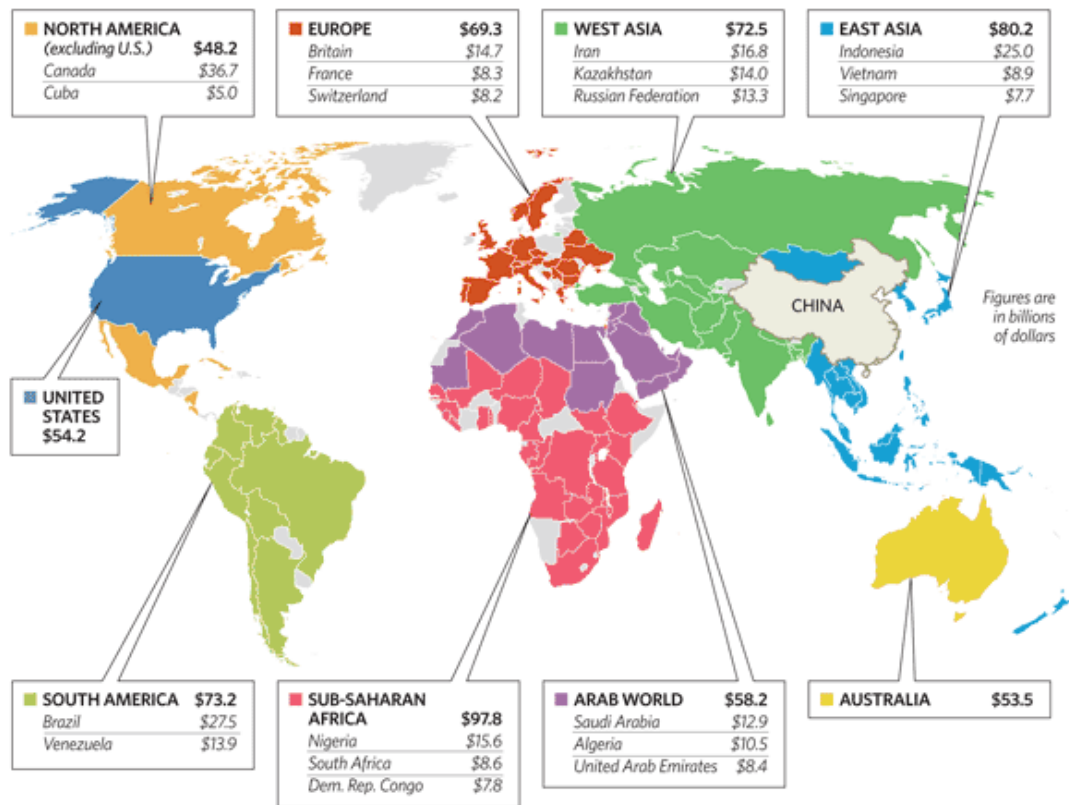 NORTH AMERICA
(excluding U.S.) $48.2
Canada $36.7
Cuba $5.0
EUROPE $69.3
Britain $14.7
France $8.3
Switzerland $8.2
WEST ASIA $72.5
Iran $16.8
Kazakhstan $14.0
Russian Federation $13.3
EAST ASIA $80.2
Indonesia $25.0
Vietnam $8.9
Singapore $7.7
CHINA
Figures are
in billions
of dollars
UNITED
STATES
$54.2
SOUTH AMERICA $73.2
Brazil $27.5
Venezuela $13.9
SUB-SAHARAN
AFRICA $97.8
Nigeria $15.6
South Africa $8.6
Dem. Rep. Congo $7.8
ARAB WORLD $58.2
Saudi Arabia $12.9
Algeria $10.5
United Arab Emirates $8.4
AUSTRALIA $53.5